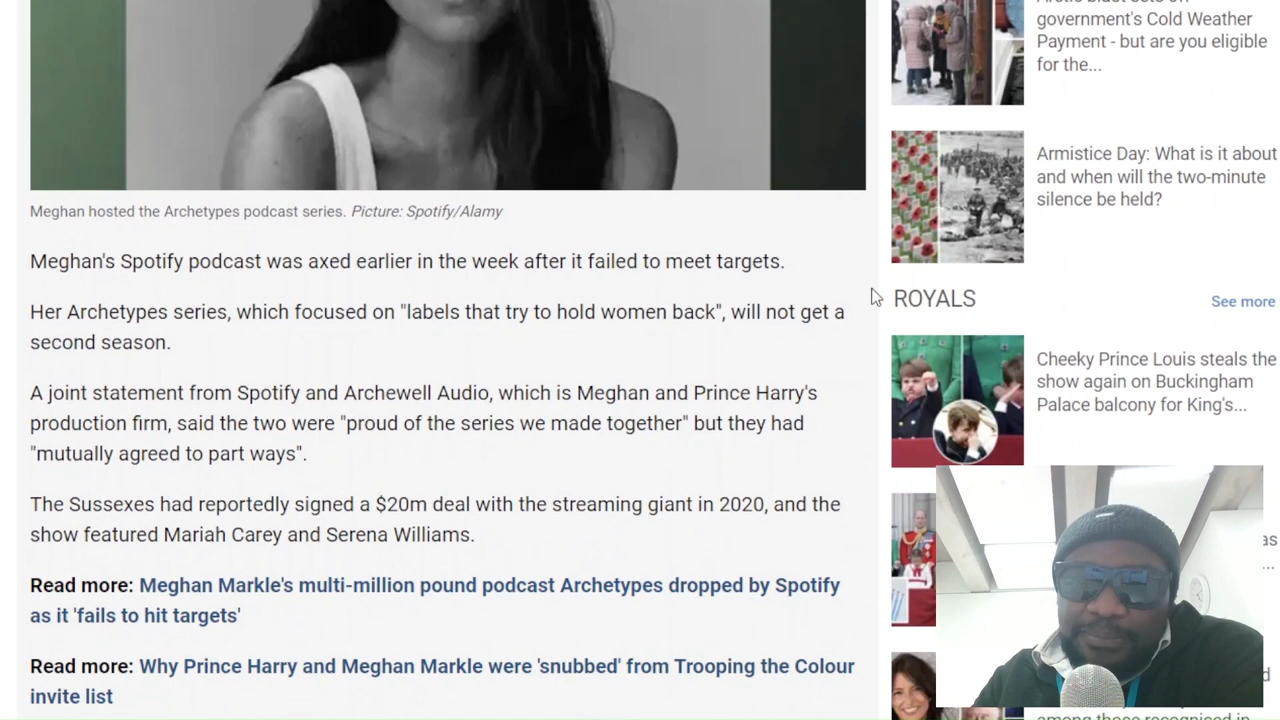 Meghan hosted the Archetypes podcast series. Picture: Spotify/Alamy
Meghan's Spotify podcast was axed earlier in the week after it failed to meet targets.
Her Archetypes series, which focused on "labels that try to hold women back", will not get a
second season.
A joint statement from Spotify and Archewell Audio, which is Meghan and Prince Harry's
production firm, said the two were "proud of the series we made together" but they had
"mutually agreed to part ways".
The Sussexes had reportedly signed a $20m deal with the streaming giant in 2020, and the
show featured Mariah Carey and Serena Williams.
Read more: Meghan Markle's multi-million pound podcast Archetypes dropped by Spotify
as it 'fails to hit targets'
Read more: Why Prince Harry and Meghan Markle were 'snubbed' from Trooping the Colour
invite list
government's Cold Weather
Payment - but are you eligible
for the...
Armistice Day: What is it about
and when will the two-minute
silence be held?
ROYALS
See more
Cheeky Prince Louis steals the
show again on Buckingham
Palace balcony for King's...
as
...